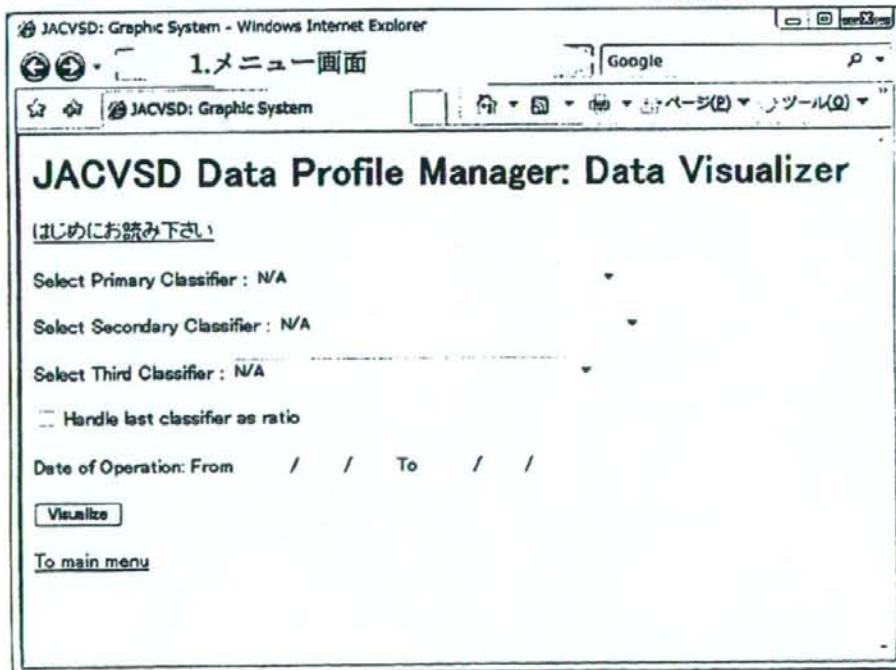 JACVSD: Graphic System - Windows Internet Explorer
1.メニュー画面
Google
JACVSD: Graphic System
ページ(P) ツール(O)
JACVSD Data Profile Manager: Data Visualizer
はじめにお読み下さい
Select Primary Classifier : N/A
Select Secondary Classifier : N/A
Select Third Classifier : N/A
Handle last classifier as ratio
Date of Operation: From / / To / /
Visualize
To main menu